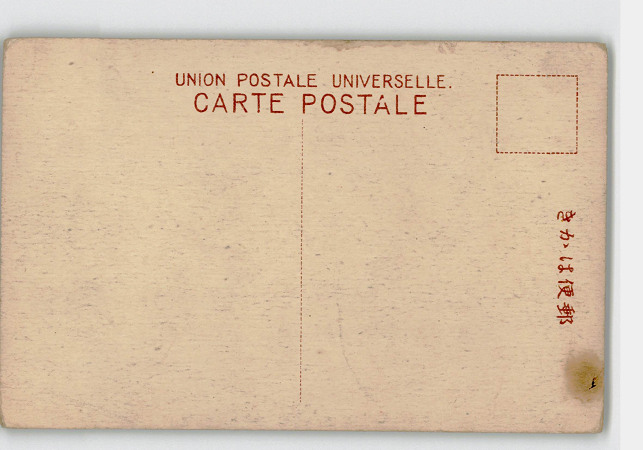 UNION POSTALE UNIVERSELLE.
CARTE POSTALE
きかは便郵